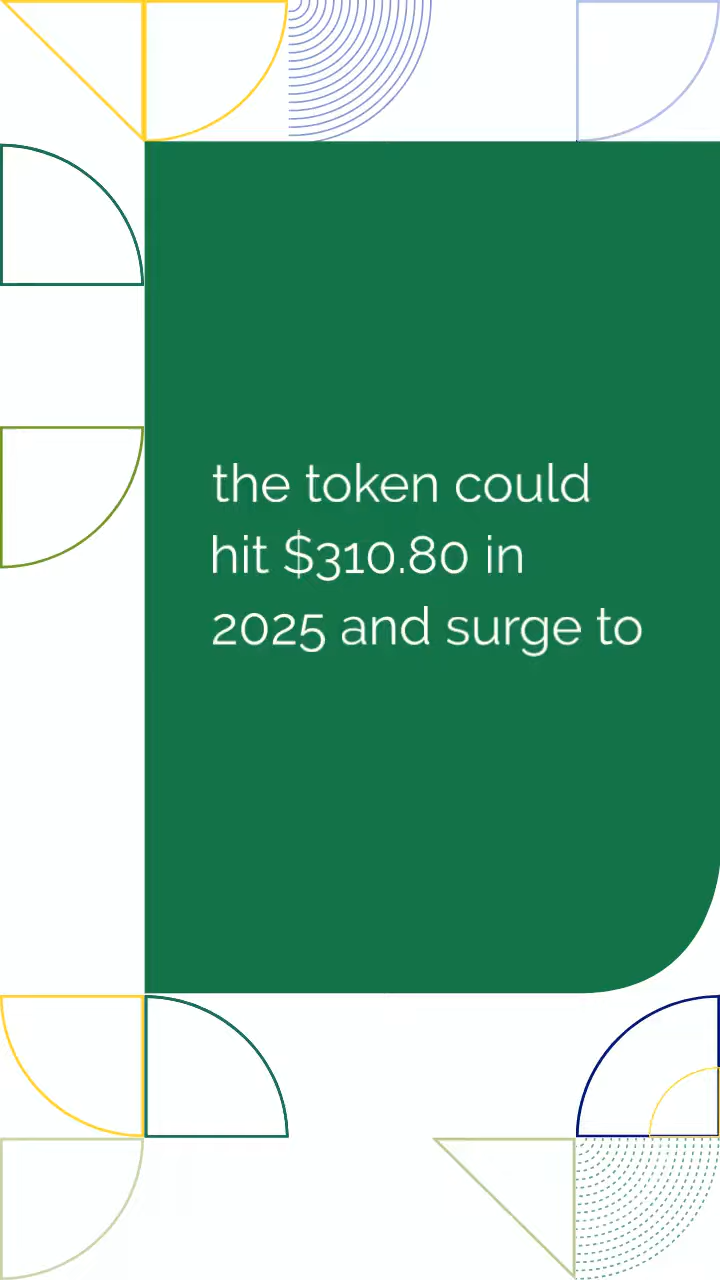 the token could
hit $310.80 in
2025 and surge to